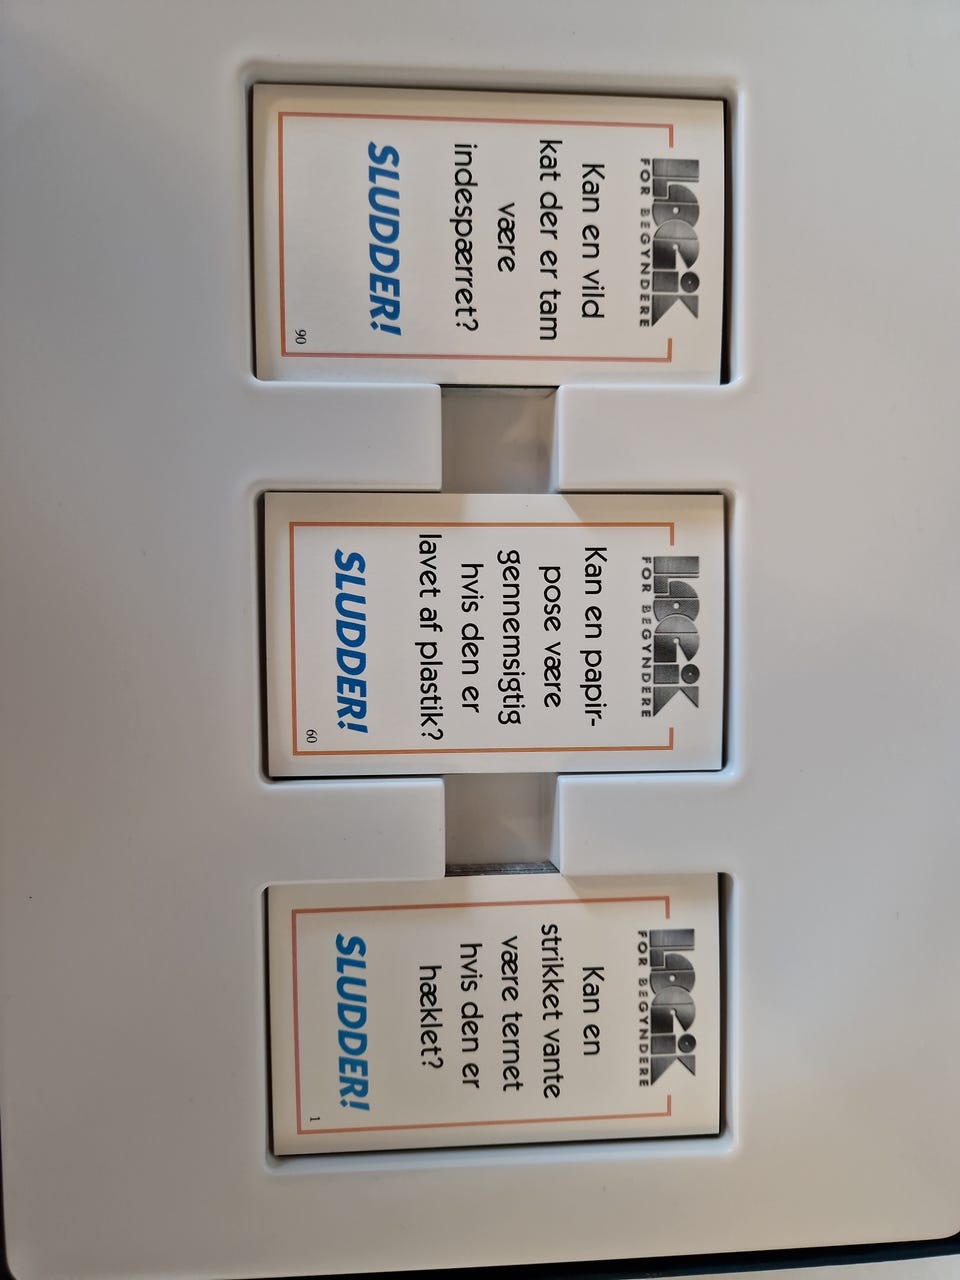 LOGiK
FOR BEGYNDERE
Kan en vild
kat der er tam
være
indespærret?
SLUDDER!
90
LOGiK
FOR BEGYNDERE
Kan en papir-
pose være
gennemsigtig
hvis den er
lavet af plastik?
SLUDDER!
60
LOGiK
FOR BEGYNDERE
Kan en
strikket vante
være ternet
hvis den er
hæklet?
SLUDDER!
1